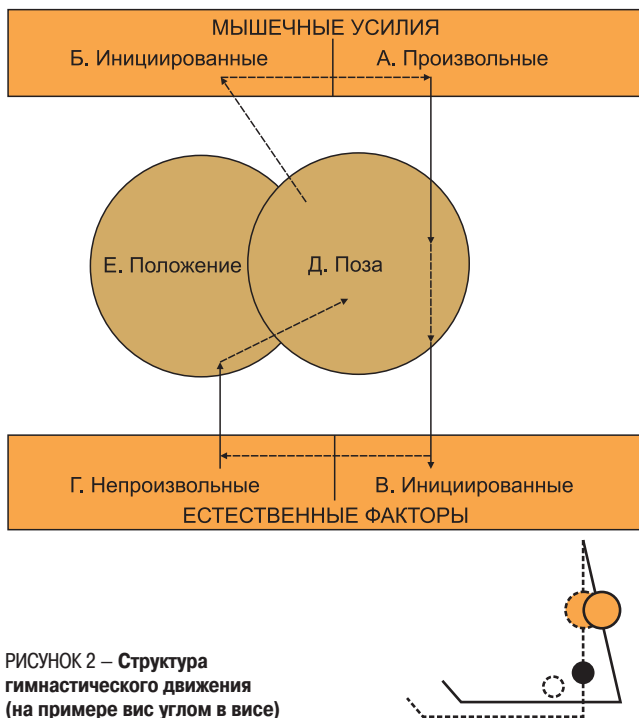 МЫШЕЧНЫЕ УСИЛИЯ
Б. Инициированные
А. Произвольные
Е. Положение
Д. Поза
Г. Непроизвольные
В. Инициированные
ЕСТЕСТВЕННЫЕ ФАКТОРЫ
РИСУНОК 2 – Структура
гимнастического движения
(на примере вис углом в висе)